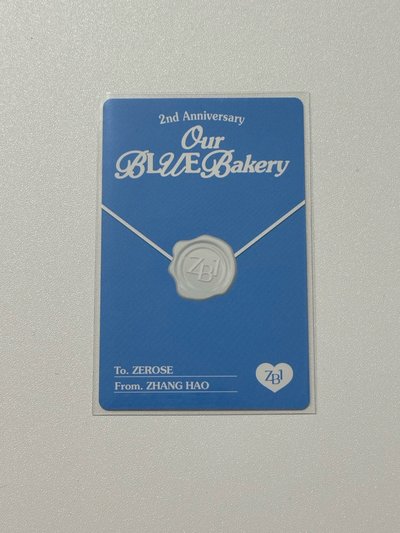 2nd Anniversary
Our
BLUE Bakery
ZB1
To. ZEROSE
From. ZHANG HAO
ZB1